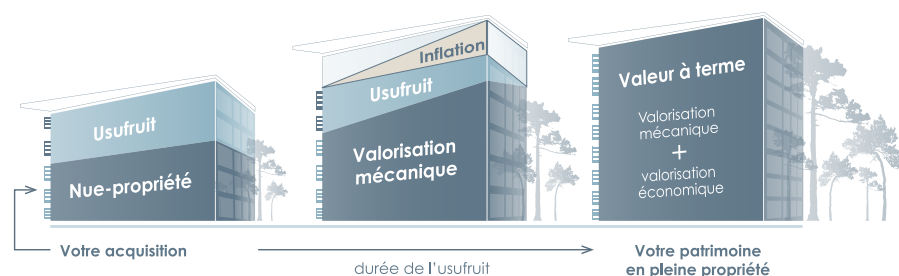 Usufruit
Nue-propriété
Votre acquisition
Inflation
Usufruit
Valorisation
mécanique
durée de l'usufruit
Valeur à terme
Valorisation
mécanique
+
valorisation
économique
Votre patrimoine
en pleine propriété